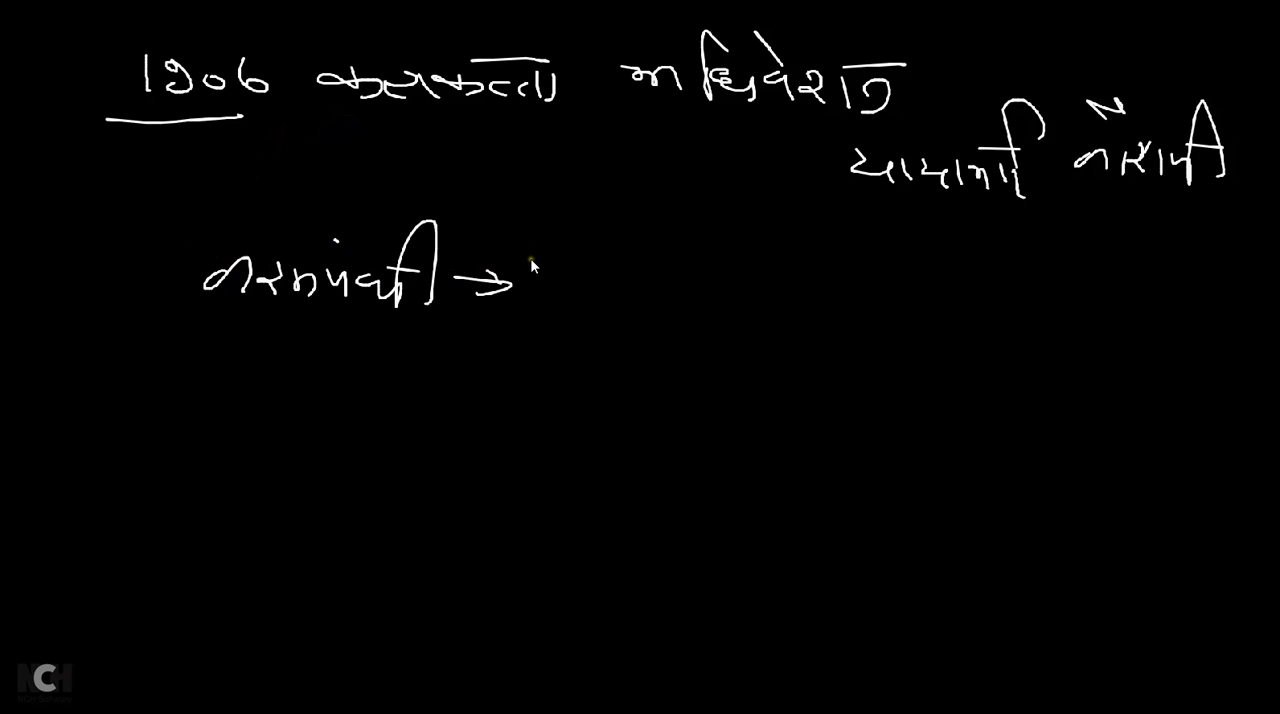 1906 कलकत्ता अधिवेशन
दादाभाई नौरोजी
नरमपंथी →